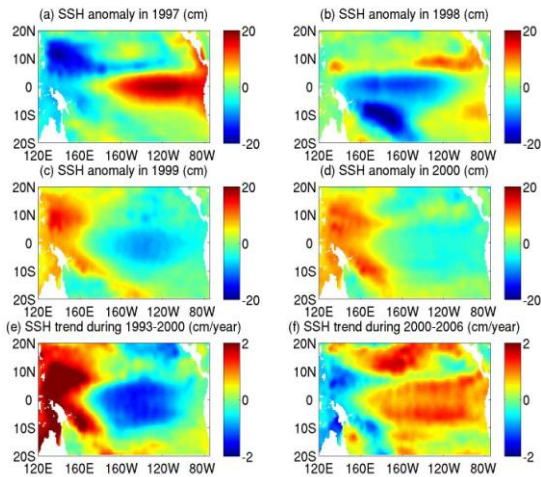 (a) SSH anomaly in 1997 (cm)
20N
10N
0
10S
20S
120E 160E 160W 120W 80W
20
0
-20
(b) SSH anomaly in 1998 (cm)
20N
10N
0
10S
20S
120E 160E 160W 120W 80W
20
0
-20
(c) SSH anomaly in 1999 (cm)
20N
10N
0
10S
20S
120E 160E 160W 120W 80W
20
0
-20
(d) SSH anomaly in 2000 (cm)
20N
10N
0
10S
20S
120E 160E 160W 120W 80W
20
0
-20
(e) SSH trend during 1993-2000 (cm/year)
20N
10N
0
10S
20S
120E 160E 160W 120W 80W
2
0
-2
(f) SSH trend during 2000-2006 (cm/year)
20N
10N
0
10S
20S
120E 160E 160W 120W 80W
2
0
-2